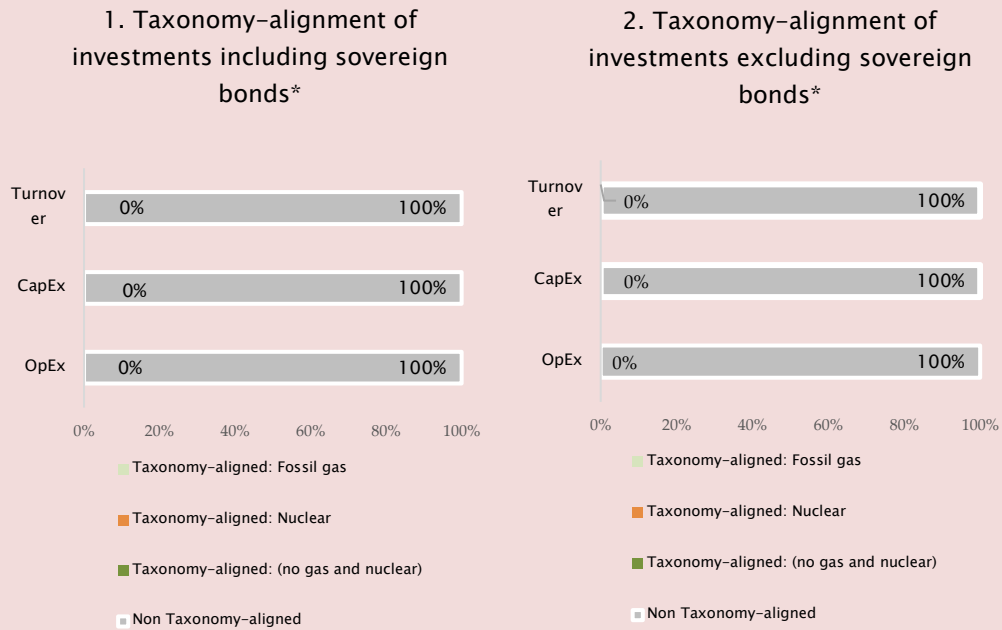 1. Taxonomy-alignment of
investments including sovereign
bonds*
Turnov
er
0%
100%
CapEx
0%
100%
OpEx
0%
100%
0%
20%
40%
60%
80%
100%
Taxonomy-aligned: Fossil gas
Taxonomy-aligned: Nuclear
Taxonomy-aligned: (no gas and nuclear)
Non Taxonomy-aligned
2. Taxonomy-alignment of
investments excluding sovereign
bonds*
Turnov
er
0%
100%
CapEx
0%
100%
OpEx
0%
100%
0%
20%
40%
60%
80%
100%
Taxonomy-aligned: Fossil gas
Taxonomy-aligned: Nuclear
Taxonomy-aligned: (no gas and nuclear)
Non Taxonomy-aligned